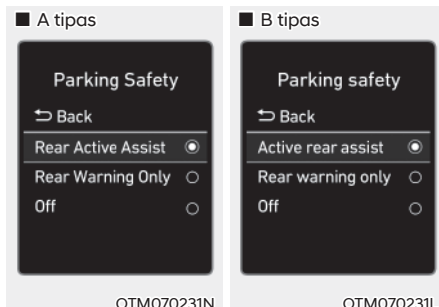 ■ A tipas
Parking Safety
Back
Rear Active Assist
Rear Warning Only
Off
OTM070231N
■ B tipas
Parking safety
Back
Active rear assist
Rear warning only
Off
OTM070231L